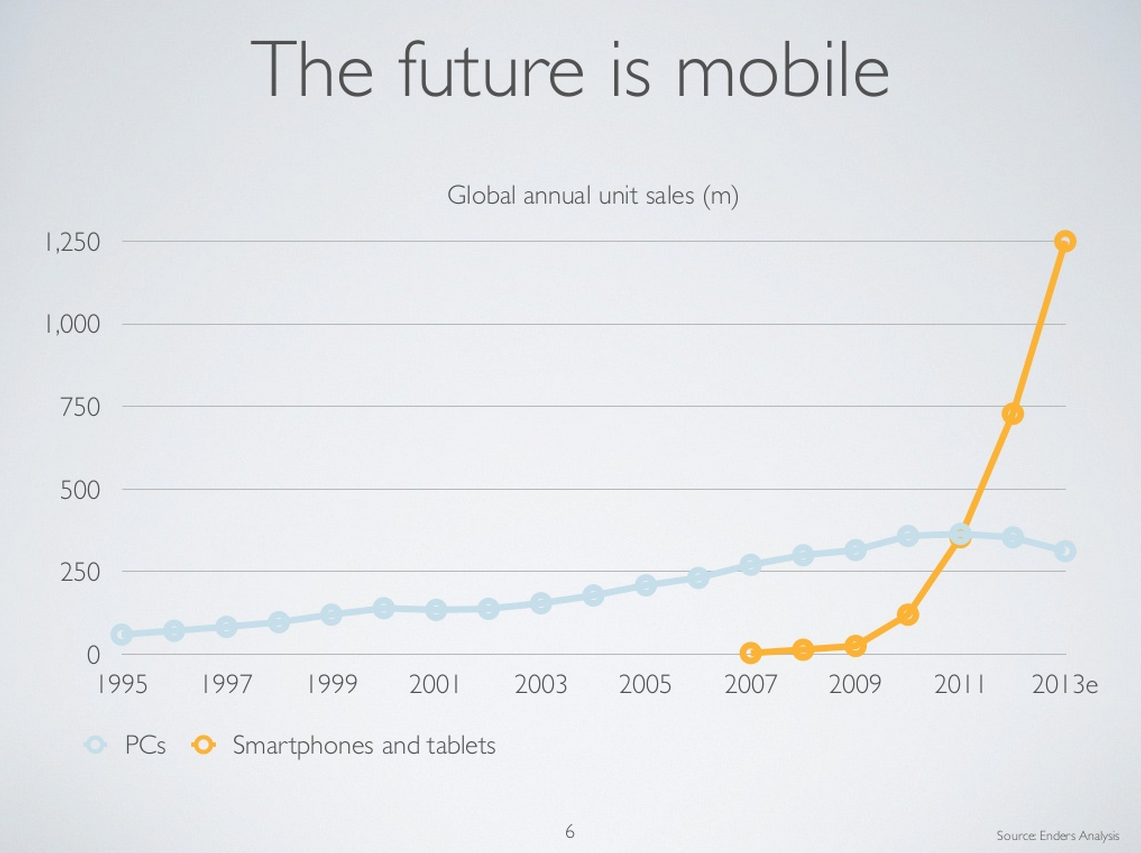 The future is mobile
Global annual unit sales (m)
1,250
1,000
750
500
250
0
1995 1997 1999 2001 2003 2005 2007 2009 2011 2013e
PCs Smartphones and tablets
6
Source: Enders Analysis